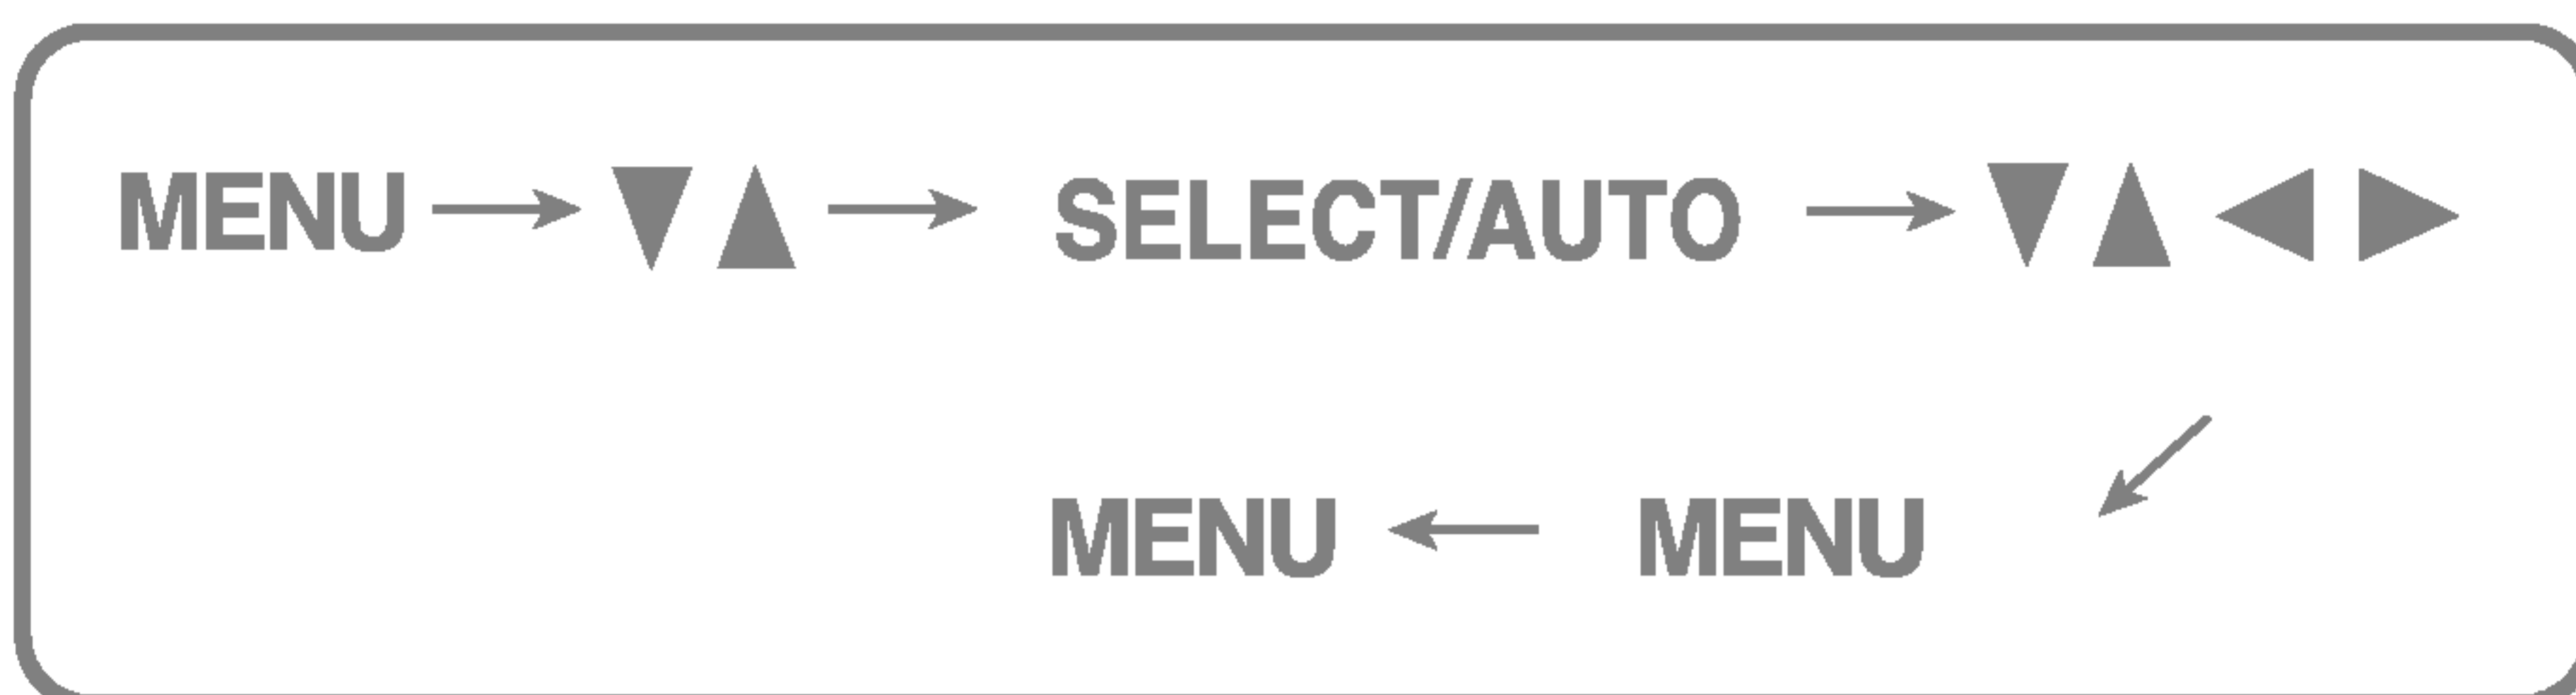 MENU → ▼ ▲ → SELECT/AUTO → ▼ ▲ ◀ ▶
MENU ← MENU